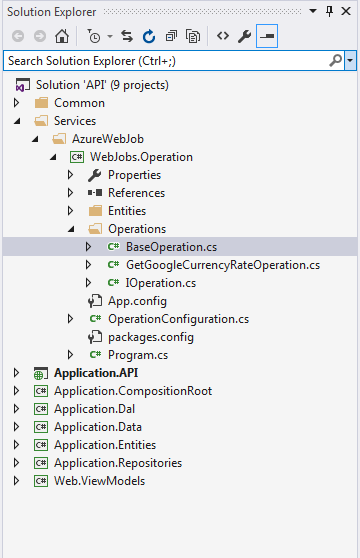 Solution Explorer
Search Solution Explorer (Ctrl+;)
Solution 'API' (9 projects)
Common
Services
AzureWebJob
C# WebJobs.Operation
Properties
References
Entities
Operations
C# BaseOperation.cs
C# GetGoogleCurrencyRateOperation.cs
C# IOperation.cs
App.config
C# OperationConfiguration.cs
packages.config
C# Program.cs
Application.API
C# Application.CompositionRoot
C# Application.Dal
C# Application.Data
C# Application.Entities
C# Application.Repositories
C# Web.ViewModels